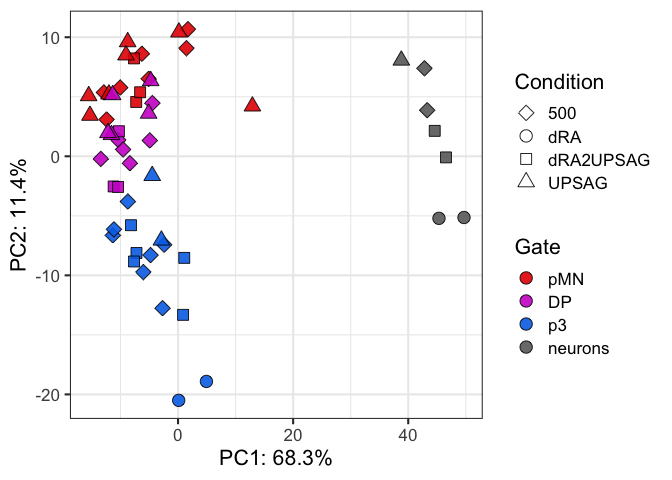 10
0
-10
-20
PC2: 11.4%
0 20 40
PC1: 68.3%
Condition
500
dRA
dRA2UPSAG
UPSAG
Gate
pMN
DP
p3
neurons